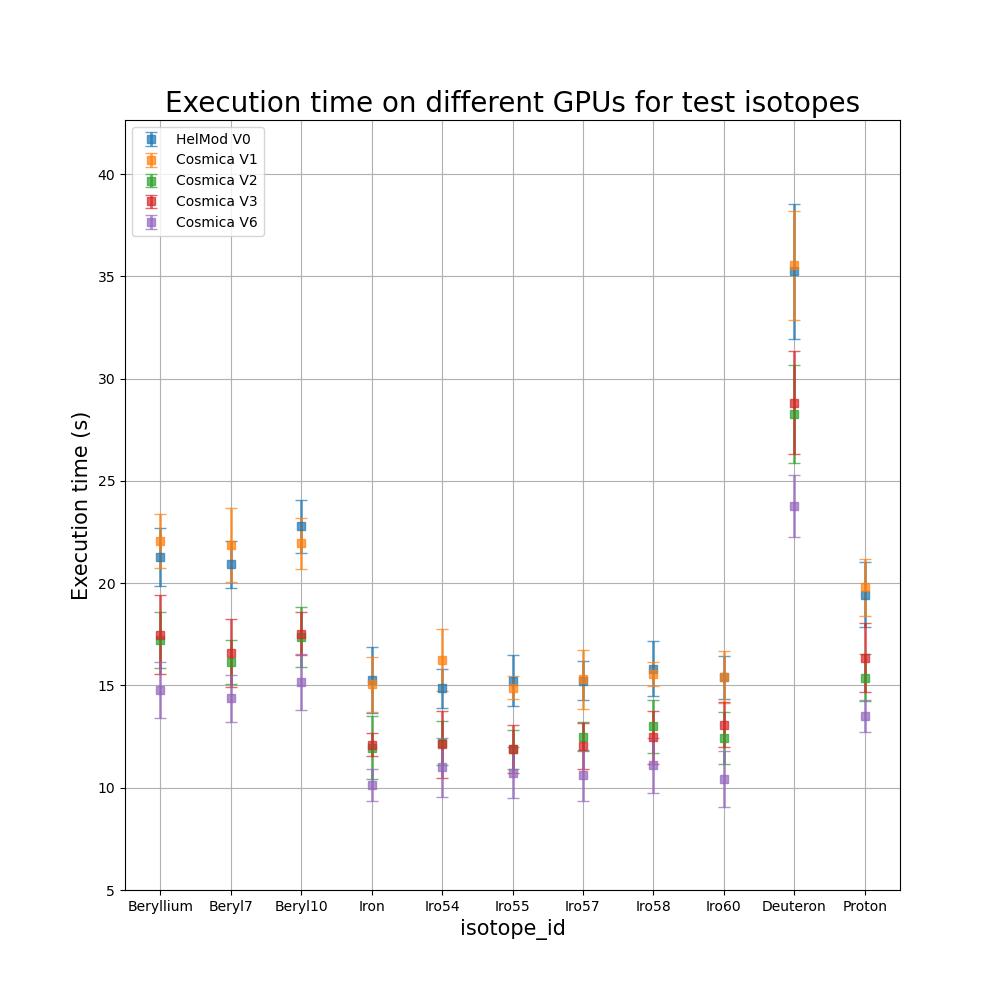 Execution time on different GPUs for test isotopes
HelMod V0
Cosmica V1
Cosmica V2
Cosmica V3
Cosmica V6
Execution time (s)
40
35
30
25
20
15
10
5
Beryllium Beryl7 Beryl10 Iron Iro54 Iro55 Iro57 Iro58 Iro60 Deuteron Proton
isotope_id